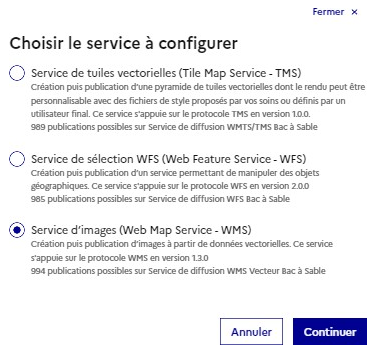 Fermer ×
Choisir le service à configurer
Service de tuiles vectorielles (Tile Map Service - TMS)
Création puis publication d'une pyramide de tuiles vectorielles dont le rendu peut être
personnalisable avec des fichiers de style proposés par vos soins ou définis par un
utilisateur final. Ce service s'appuie sur le protocole TMS en version 1.0.0.
989 publications possibles sur Service de diffusion WMTS/TMS Bac à Sable
Service de sélection WFS (Web Feature Service - WFS)
Création puis publication d'un service permettant de manipuler des objets
géographiques. Ce service s'appuie sur le protocole WFS en version 2.0.0
985 publications possibles sur Service de diffusion WFS Bac à Sable
Service d'images (Web Map Service - WMS)
Création puis publication d'images à partir de données vectorielles. Ce service
s'appuie sur le protocole WMS en version 1.3.0
994 publications possibles sur Service de diffusion WMS Vecteur Bac à Sable
Annuler Continuer